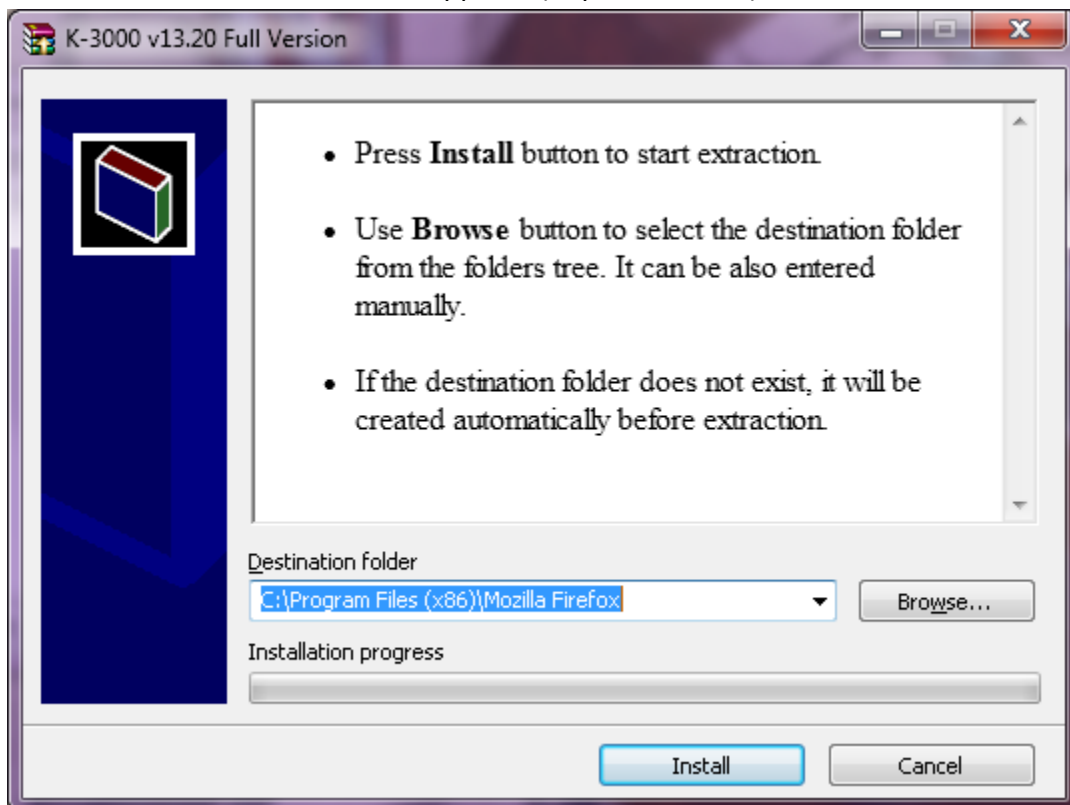 K-3000 v13.20 Full Version
• Press Install button to start extraction.
• Use Browse button to select the destination folder
from the folders tree. It can be also entered
manually.
• If the destination folder does not exist, it will be
created automatically before extraction.
Destination folder
C:\Program Files (x86)\Mozilla Firefox
Browse...
Installation progress
Install
Cancel